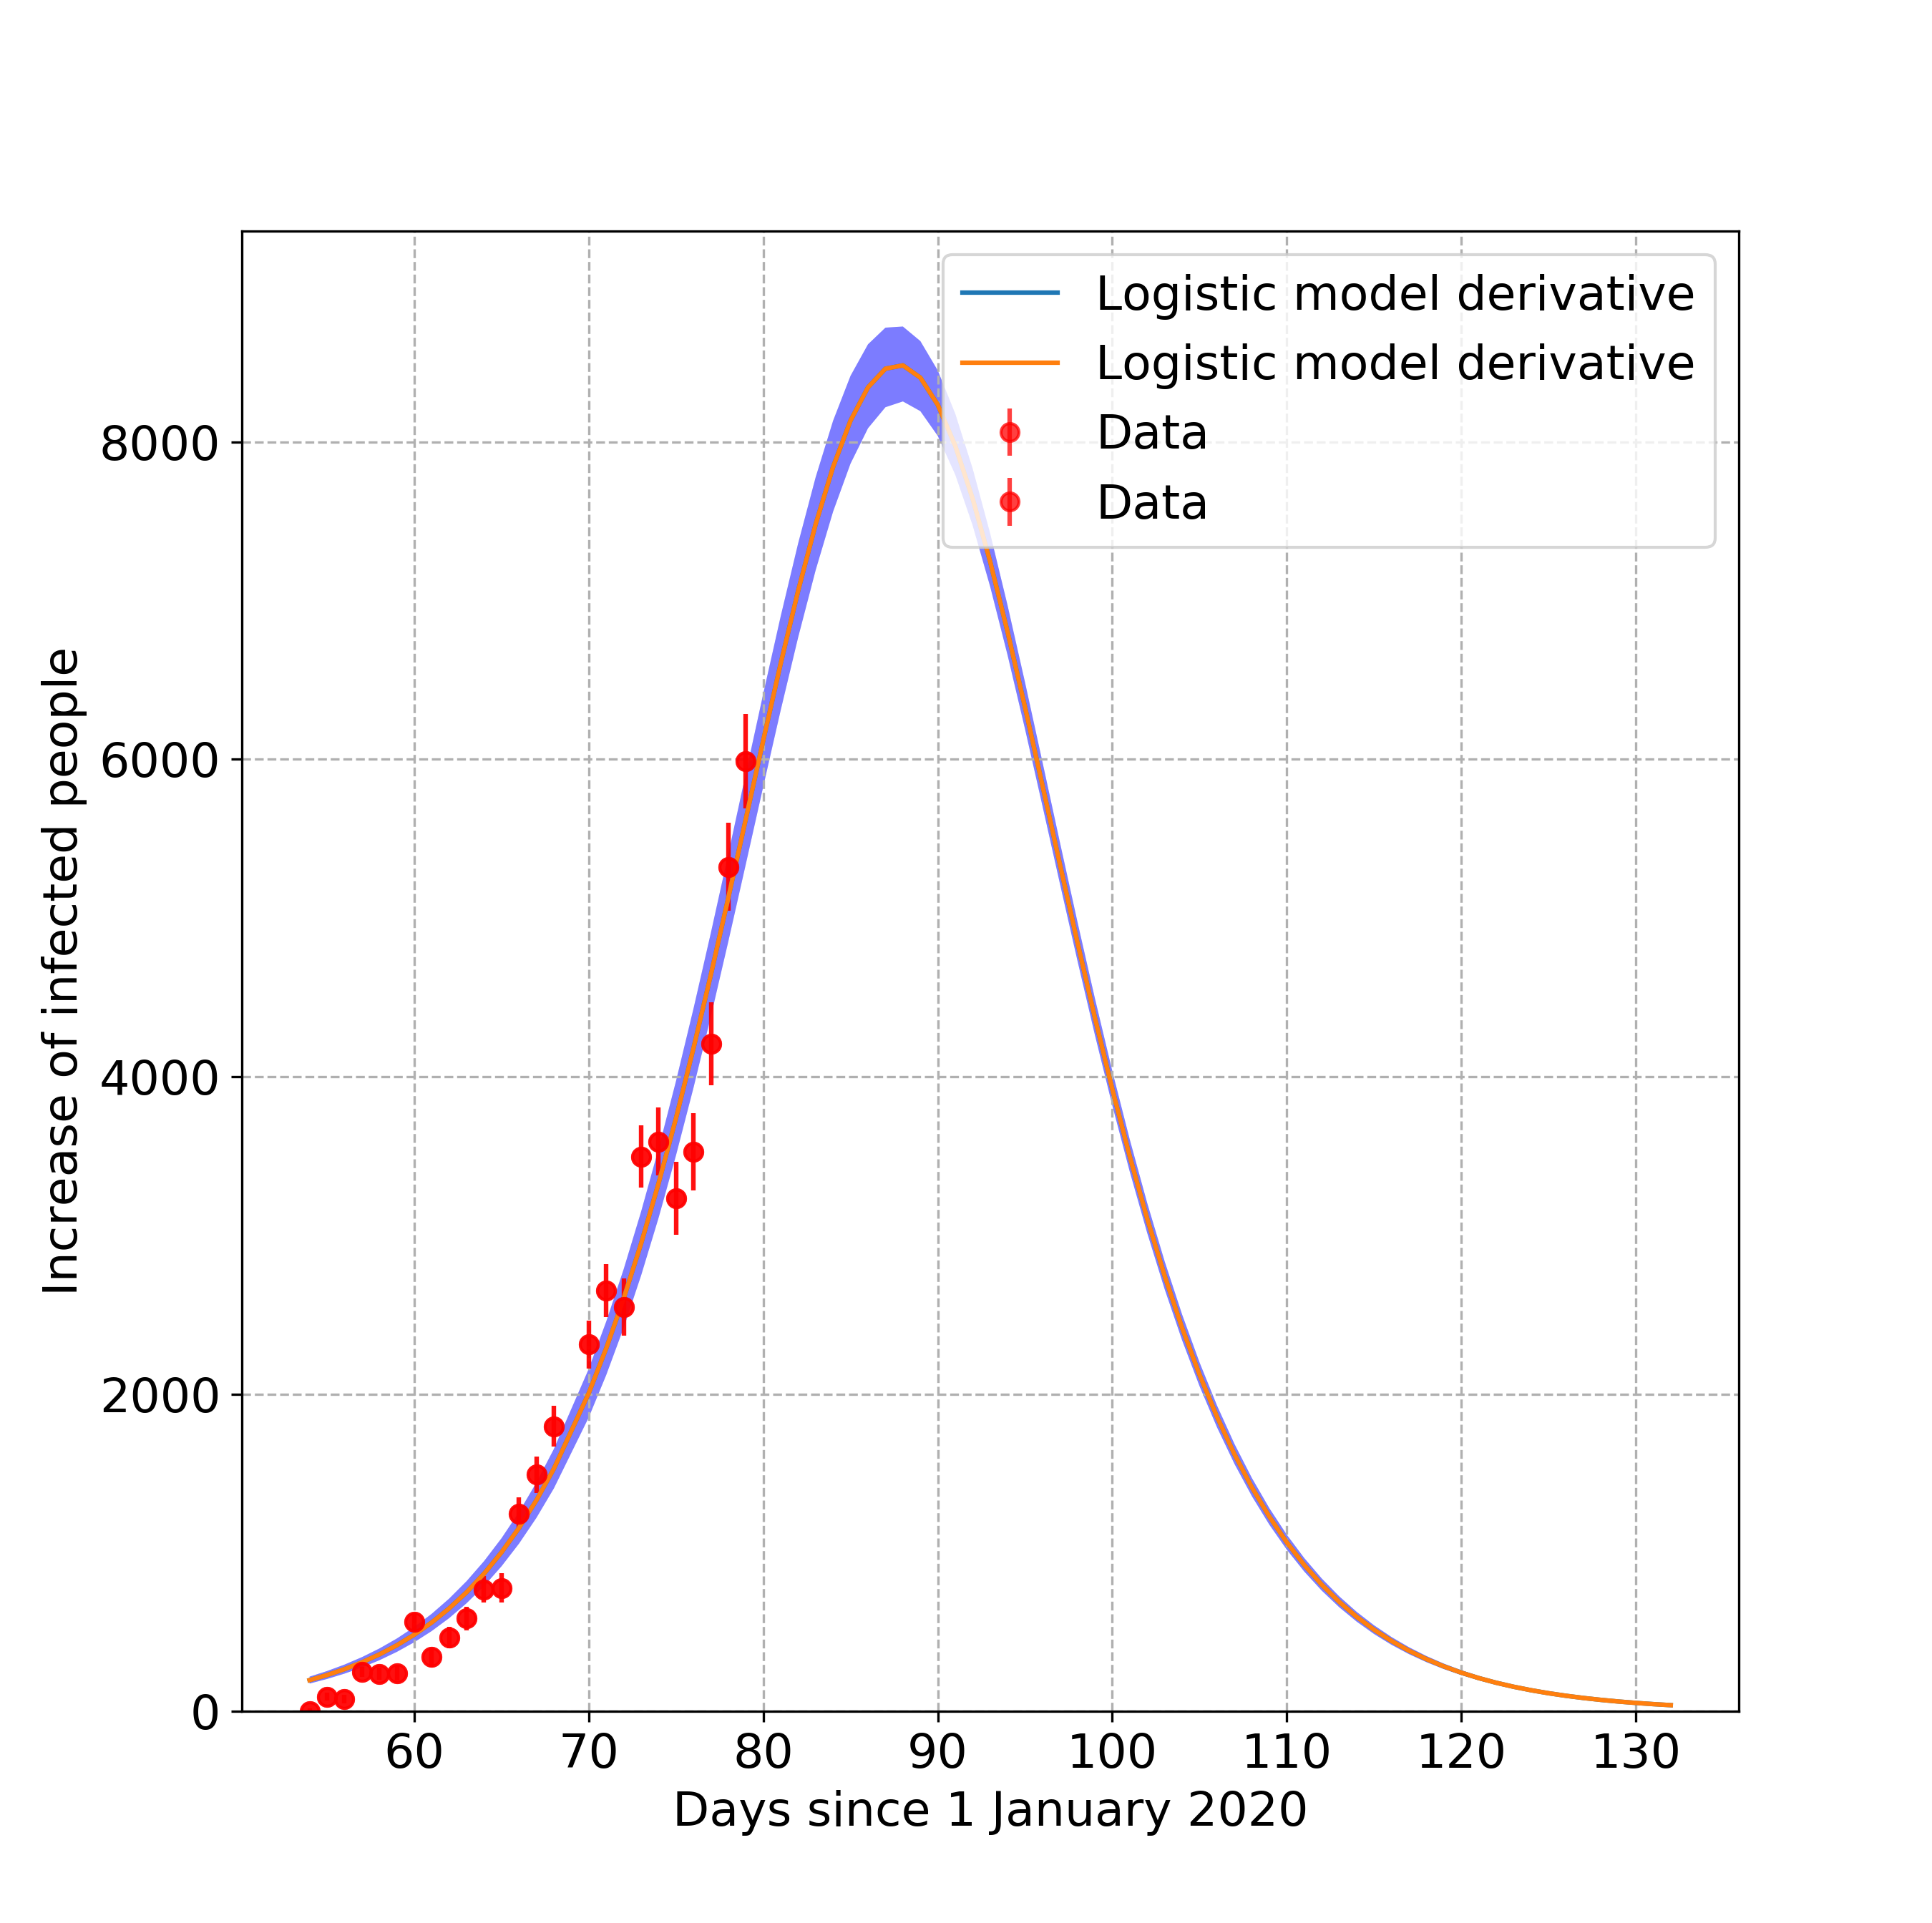 Logistic model derivative
Logistic model derivative
Data
Data
8000
6000
4000
2000
0
Increase of infected people
60 70 80 90 100 110 120 130
Days since 1 January 2020